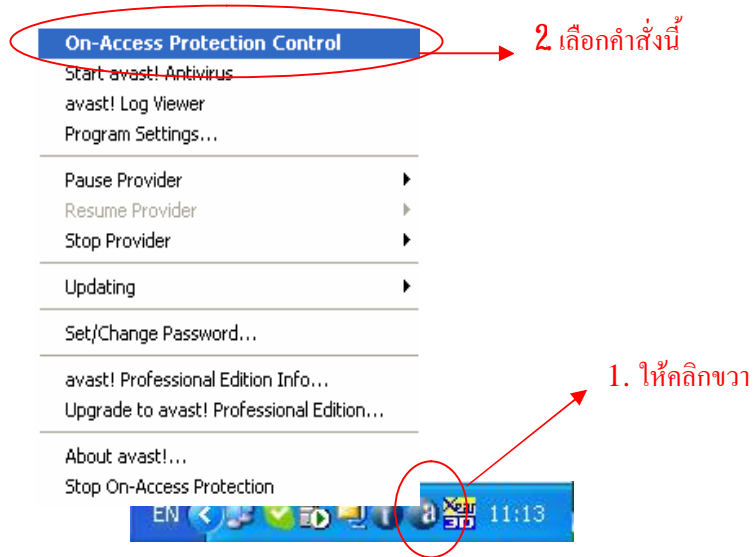 On-Access Protection Control
2. เลือกคำสั่งนี้
Start avast! Antivirus
avast! Log Viewer
Program Settings...
Pause Provider
Resume Provider
Stop Provider
Updating
Set/Change Password...
avast! Professional Edition Info...
Upgrade to avast! Professional Edition...
1. ให้คลิกขวา
About avast!...
Stop On-Access Protection
EN
a
Xear
3D
11:13